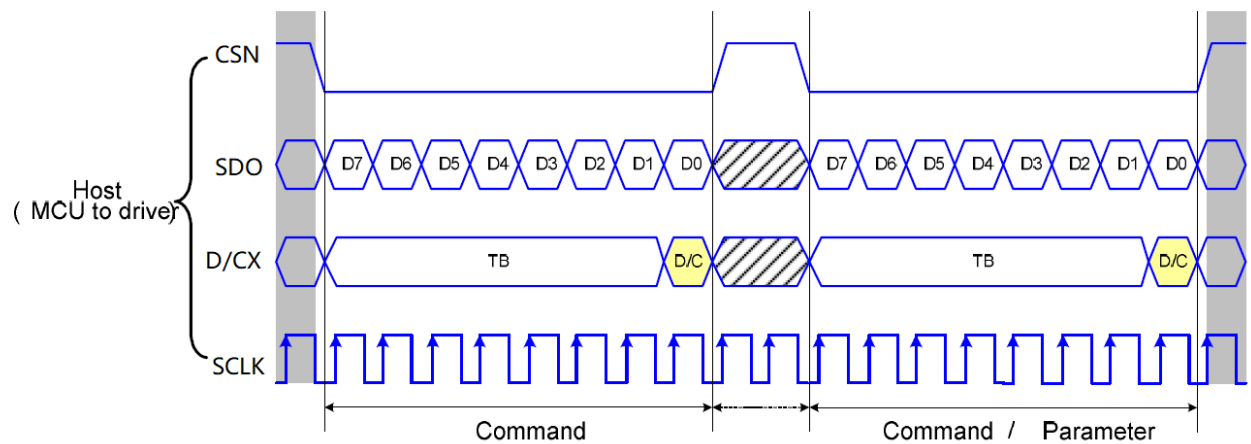 CSN
SDO
D7 D6 D5 D4 D3 D2 D1 D0 D7 D6 D5 D4 D3 D2 D1 D0
Host
( MCU to driver)
D/CX
TB D/C TB D/C
SCLK
Command Command / Parameter